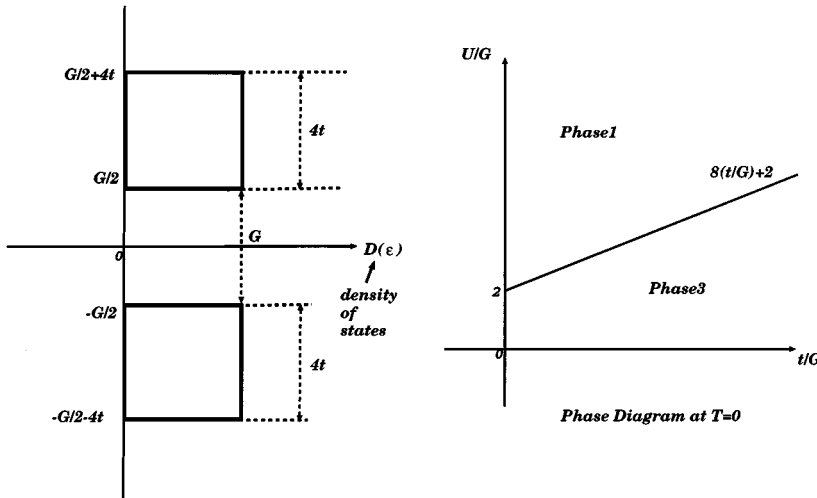 G/2+4t
4t
G/2
G
0
D(ε)
density
of
states
-G/2
4t
-G/2-4t
U/G
Phase1
8(t/G)+2
2
Phase3
0
t/G
Phase Diagram at T=0